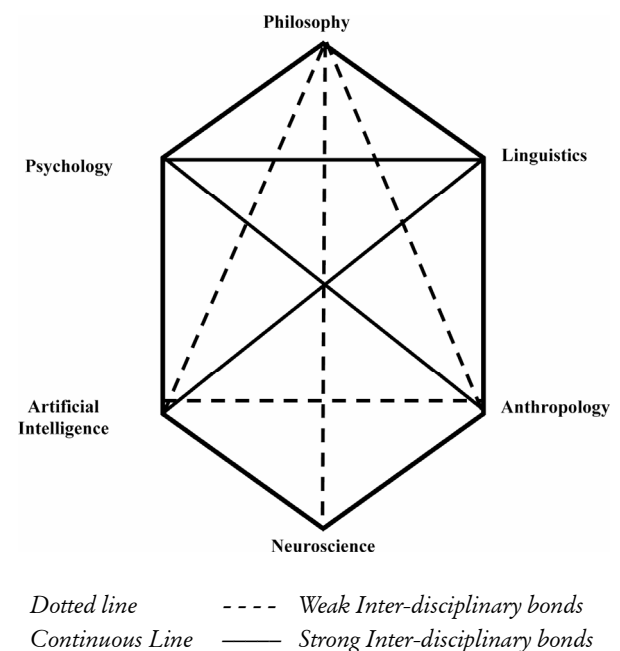 Philosophy
Psychology
Linguistics
Artificial
Intelligence
Anthropology
Neuroscience
Dotted line - - - - Weak Inter-disciplinary bonds
Continuous Line —— Strong Inter-disciplinary bonds